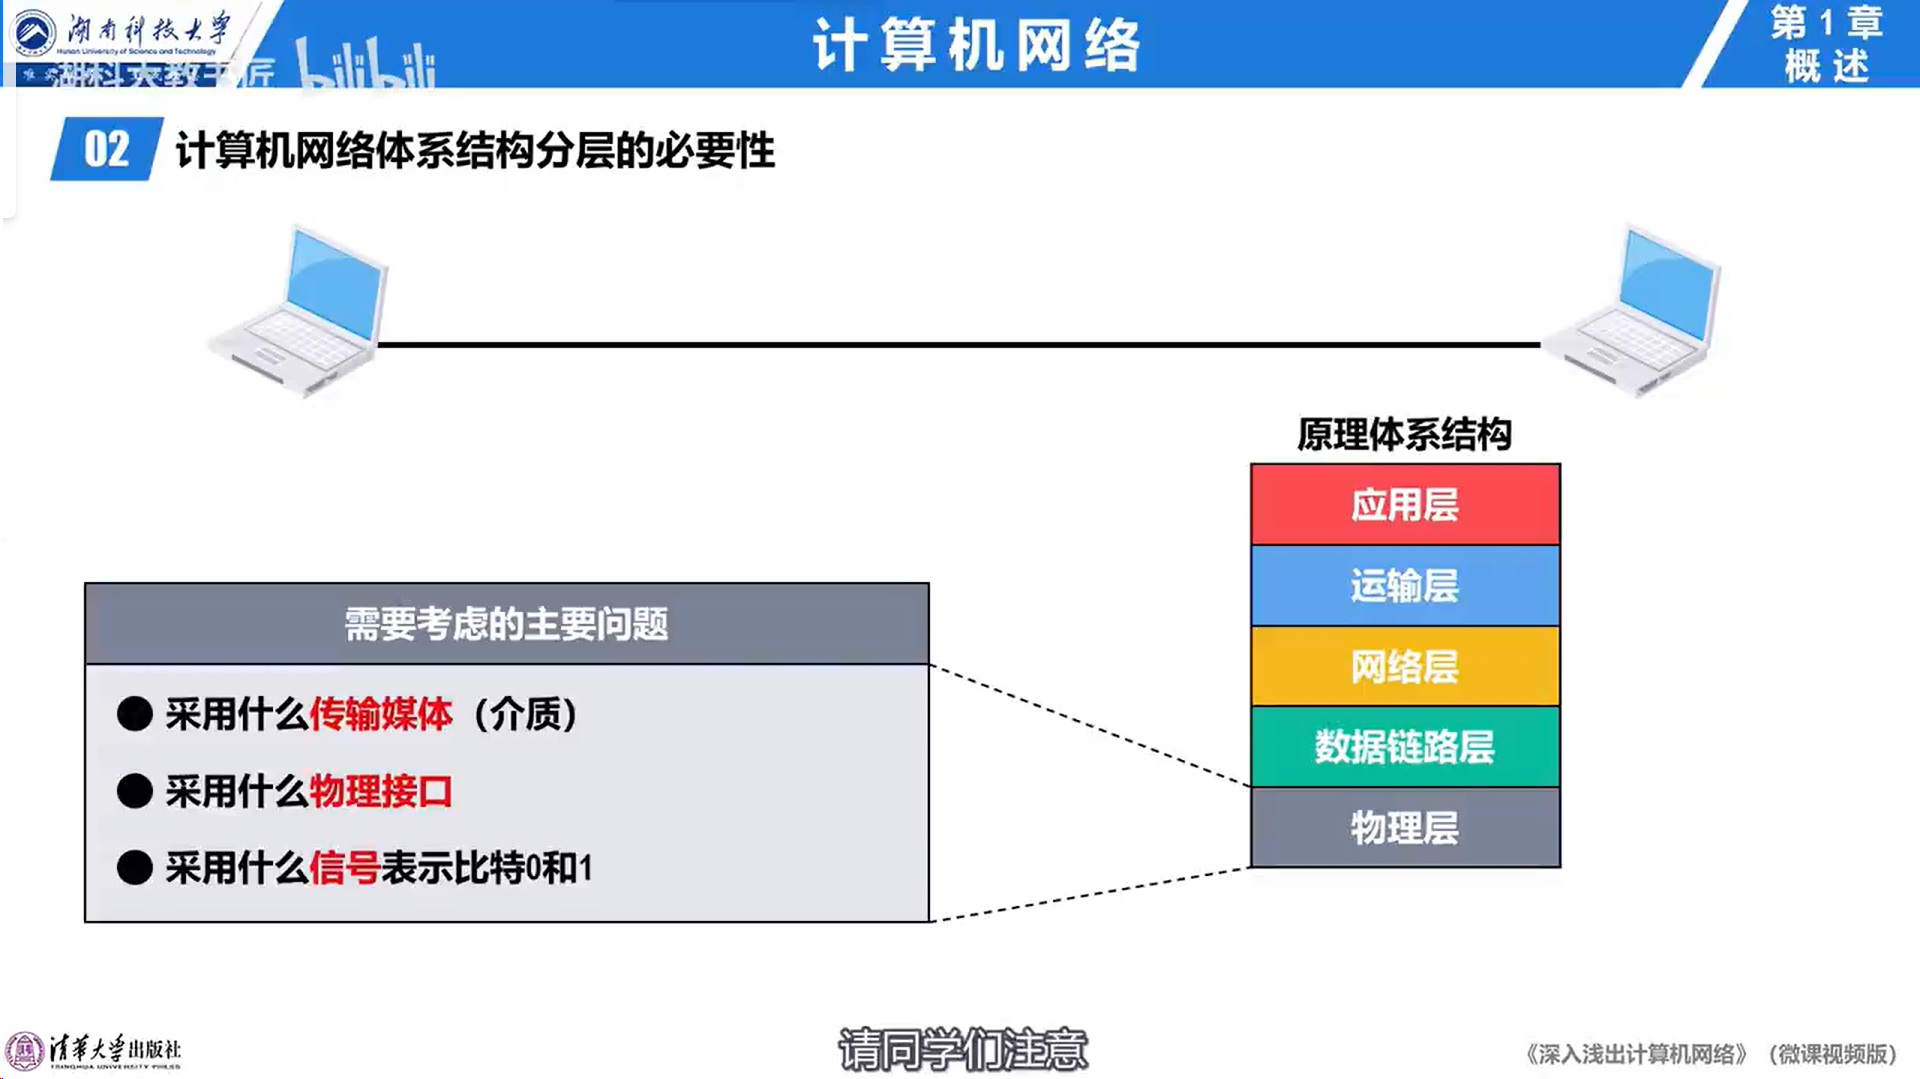 湖南科技大学
Hunan University of Science and Technology
湖科大教书匠
bilibili
计算机网络
第1章
概述
02
计算机网络体系结构分层的必要性
原理体系结构
应用层
运输层
网络层
数据链路层
物理层
需要考虑的主要问题
●采用什么传输媒体（介质）
●采用什么物理接口
●采用什么信号表示比特0和1
清华大学出版社
TSINGHUA UNIVERSITY PRESS
请同学们注意
《深入浅出计算机网络》（微课视频版）